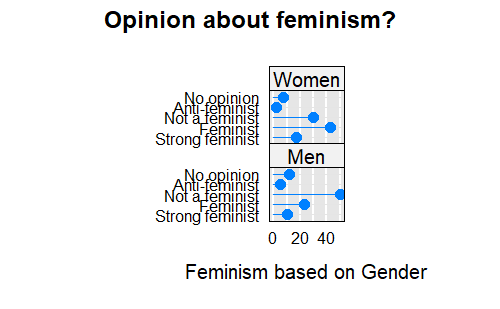 Opinion about feminism?
Women
No opinion
Anti-feminist
Not a feminist
Feminist
Strong feminist
Men
No opinion
Anti-feminist
Not a feminist
Feminist
Strong feminist
0 20 40
Feminism based on Gender